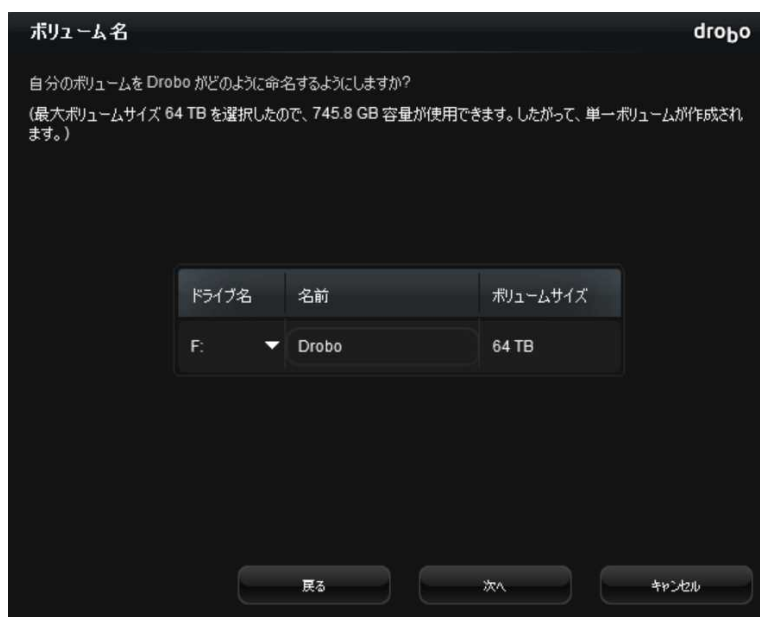 ボリューム名 drobo
自分のボリュームを Drobo がどのように命名するようにしますか?
(最大ボリュームサイズ 64 TB を選択したので、745.8 GB 容量が使用できます。したがって、単一ボリュームが作成され
ます。)
ドライブ名 名前 ボリュームサイズ
F: Drobo 64 TB
戻る 次へ キャンセル